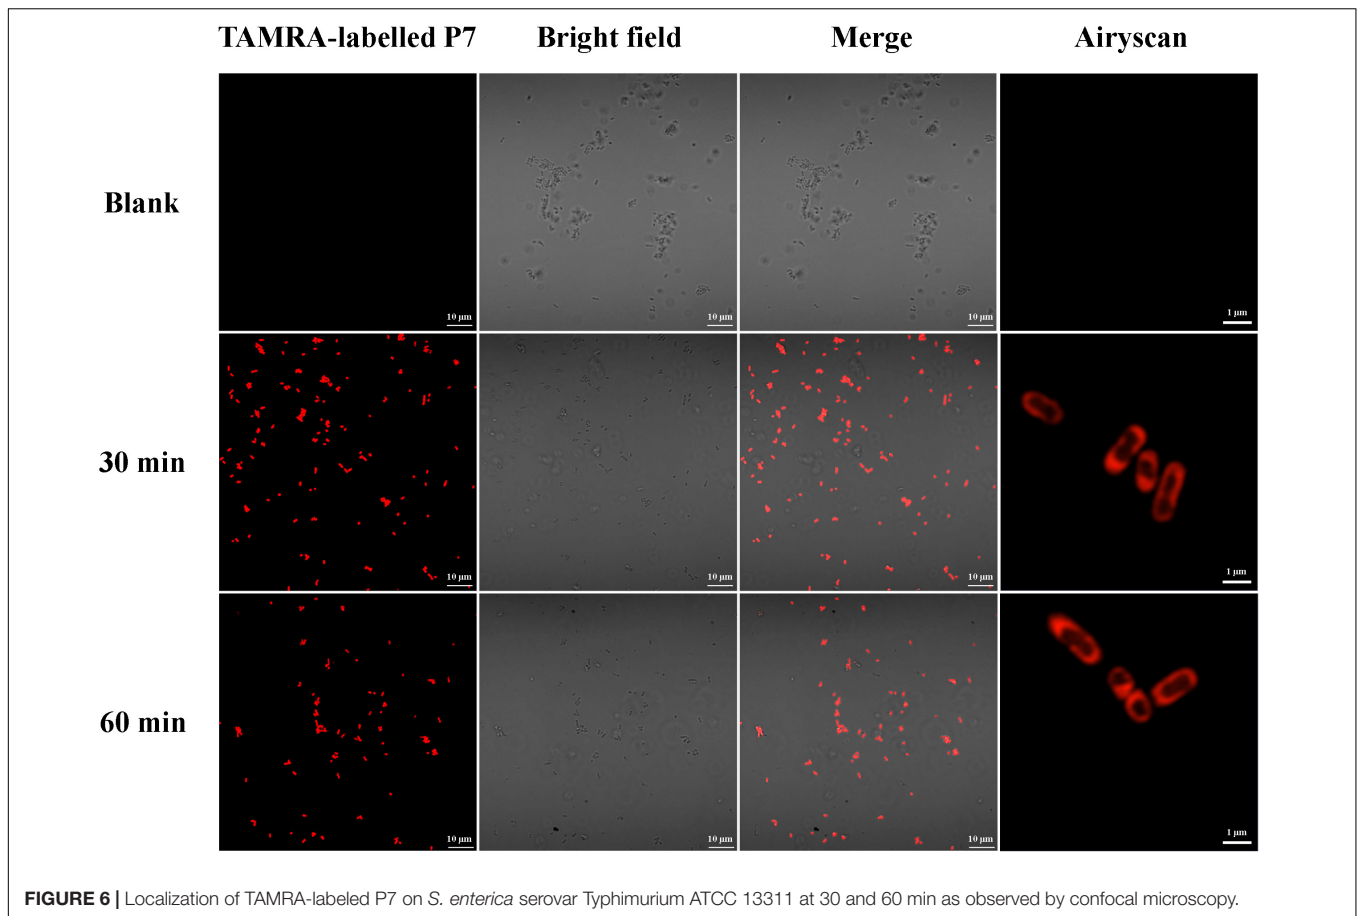 TAMRA-labelled P7 Bright field Merge Airyscan
Blank
10 μm 10 μm 10 μm 1 μm
30 min
10 μm 10 μm 10 μm 1 μm
60 min
10 μm 10 μm 10 μm 1 μm
FIGURE 6 | Localization of TAMRA-labeled P7 on S. enterica serovar Typhimurium ATCC 13311 at 30 and 60 min as observed by confocal microscopy.